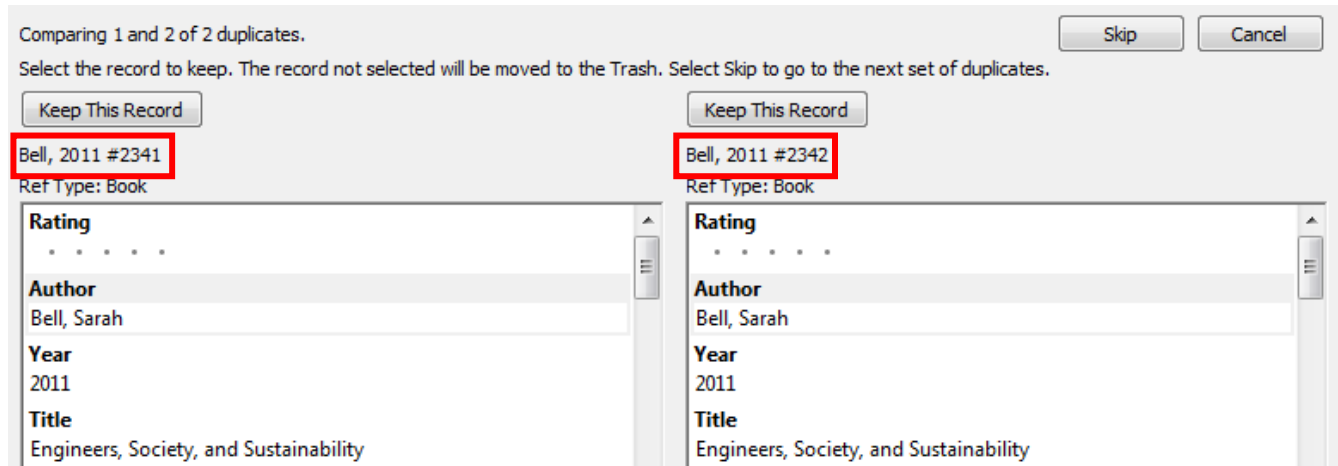 Comparing 1 and 2 of 2 duplicates.
Skip
Cancel
Select the record to keep. The record not selected will be moved to the Trash. Select Skip to go to the next set of duplicates.
Keep This Record
Bell, 2011 #2341
Ref Type: Book
Rating
Author
Bell, Sarah
Year
2011
Title
Engineers, Society, and Sustainability
Keep This Record
Bell, 2011 #2342
Ref Type: Book
Rating
Author
Bell, Sarah
Year
2011
Title
Engineers, Society, and Sustainability